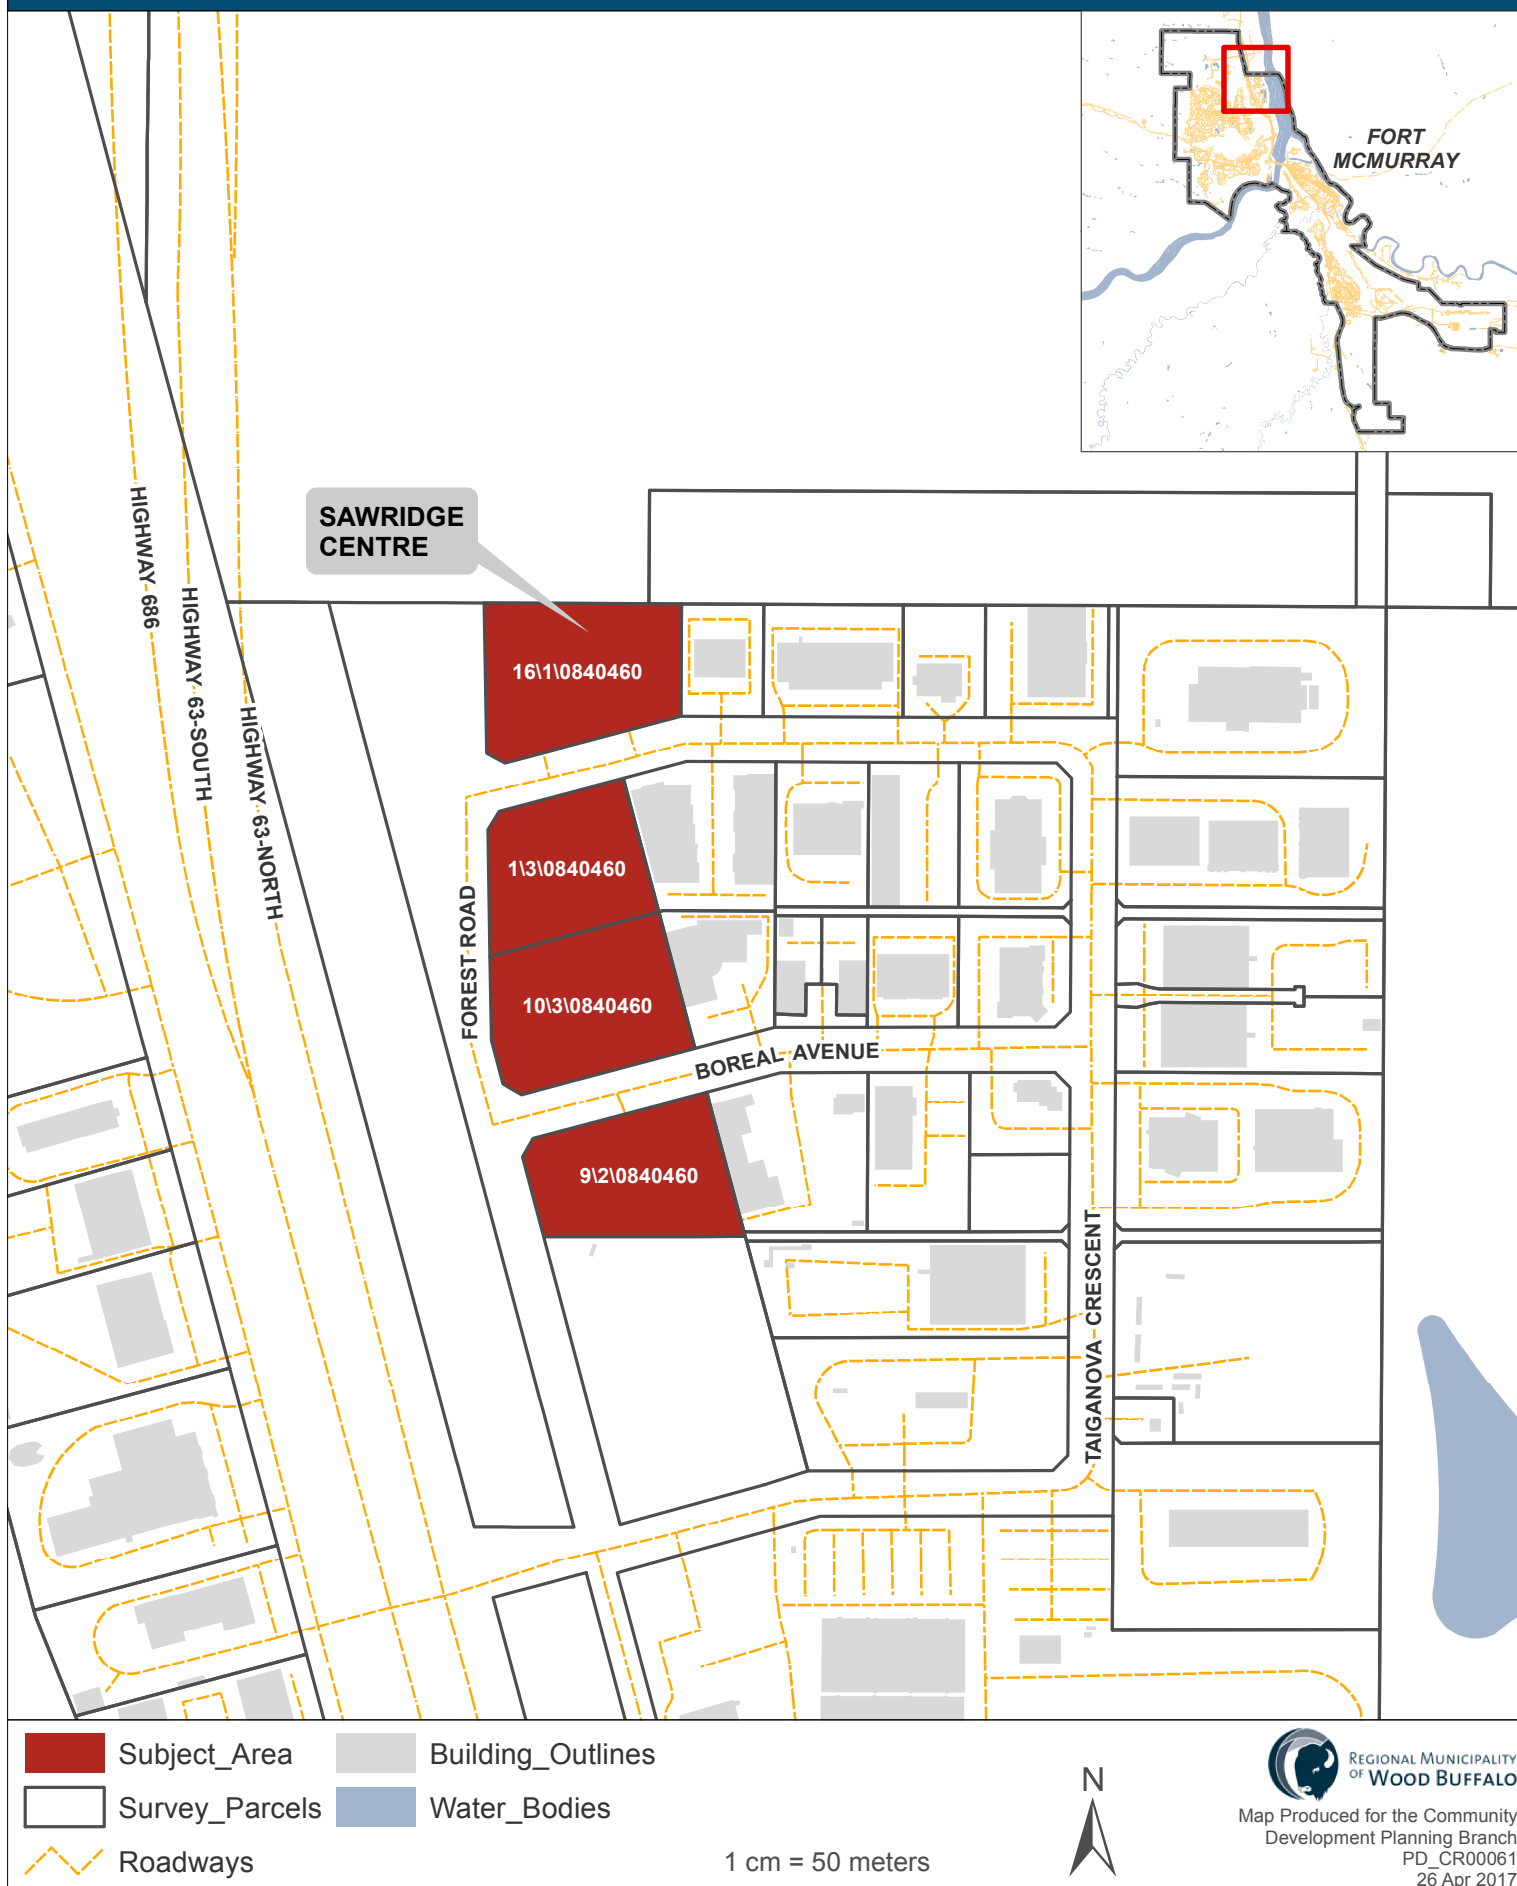 FORT
MCMURRAY
SAWRIDGE
CENTRE
HIGHWAY 686
HIGHWAY 63-SOUTH
HIGHWAY 63-NORTH
16\1\0840460
1\3\0840460
FOREST ROAD
10\3\0840460
BOREAL AVENUE
9\2\0840460
TAIGANOVA CRESCENT
Subject_Area
Building_Outlines
Survey_Parcels
Water_Bodies
Roadways
1 cm = 50 meters
N
REGIONAL MUNICIPALITY
OF WOOD BUFFALO
Map Produced for the Community
Development Planning Branch
PD_CR00061
26 Apr 2017